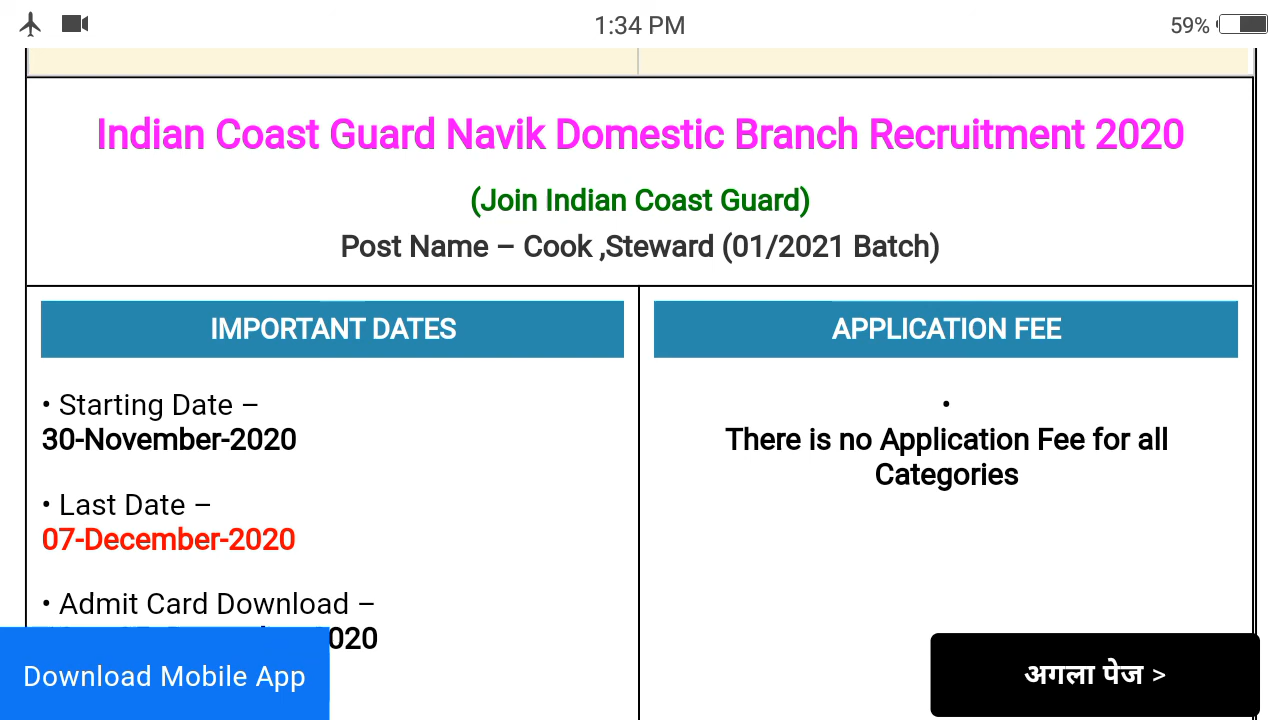 1:34 PM
59%
Indian Coast Guard Navik Domestic Branch Recruitment 2020
(Join Indian Coast Guard)
Post Name – Cook ,Steward (01/2021 Batch)
IMPORTANT DATES
• Starting Date –
30-November-2020
• Last Date –
07-December-2020
• Admit Card Download –
2020
APPLICATION FEE
•
There is no Application Fee for all
Categories
Download Mobile App
अगला पेज >